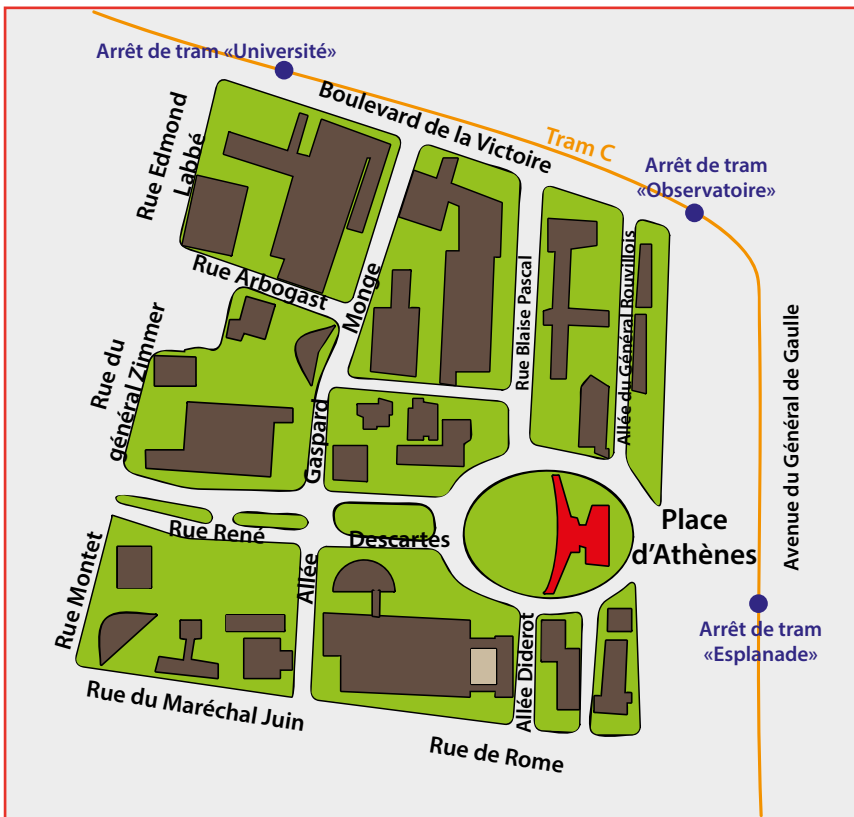 Arrêt de tram «Université»
Boulevard de la Victoire
Tram C
Arrêt de tram
«Observatoire»
Rue Edmond
Labbé
Rue Arbogast
Monge
Rue Blaise Pascal
Allée du Général Rouvillois
Avenue du Général de Gaulle
Rue du
général Zimmer
Gaspard
Rue René
Descartes
Place
d'Athènes
Rue Montet
Allée
Arrêt de tram
«Esplanade»
Allée Diderot
Rue du Maréchal Juin
Rue de Rome